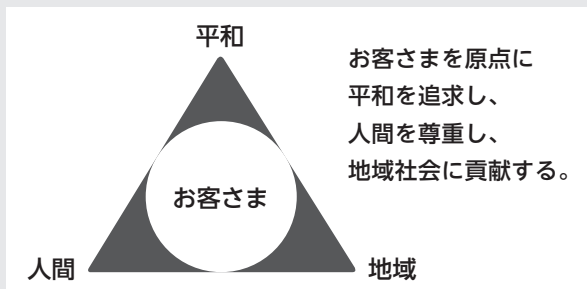 平和
お客さま
人間
地域
お客さまを原点に
平和を追求し、
人間を尊重し、
地域社会に貢献する。